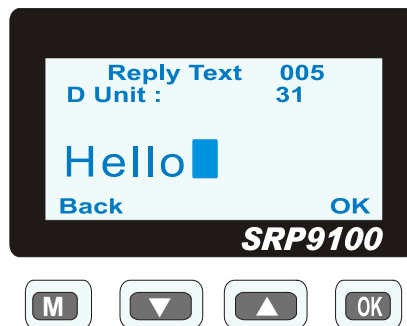 Reply Text 005
D Unit : 31
Hello
Back OK
SRP9100
M OK